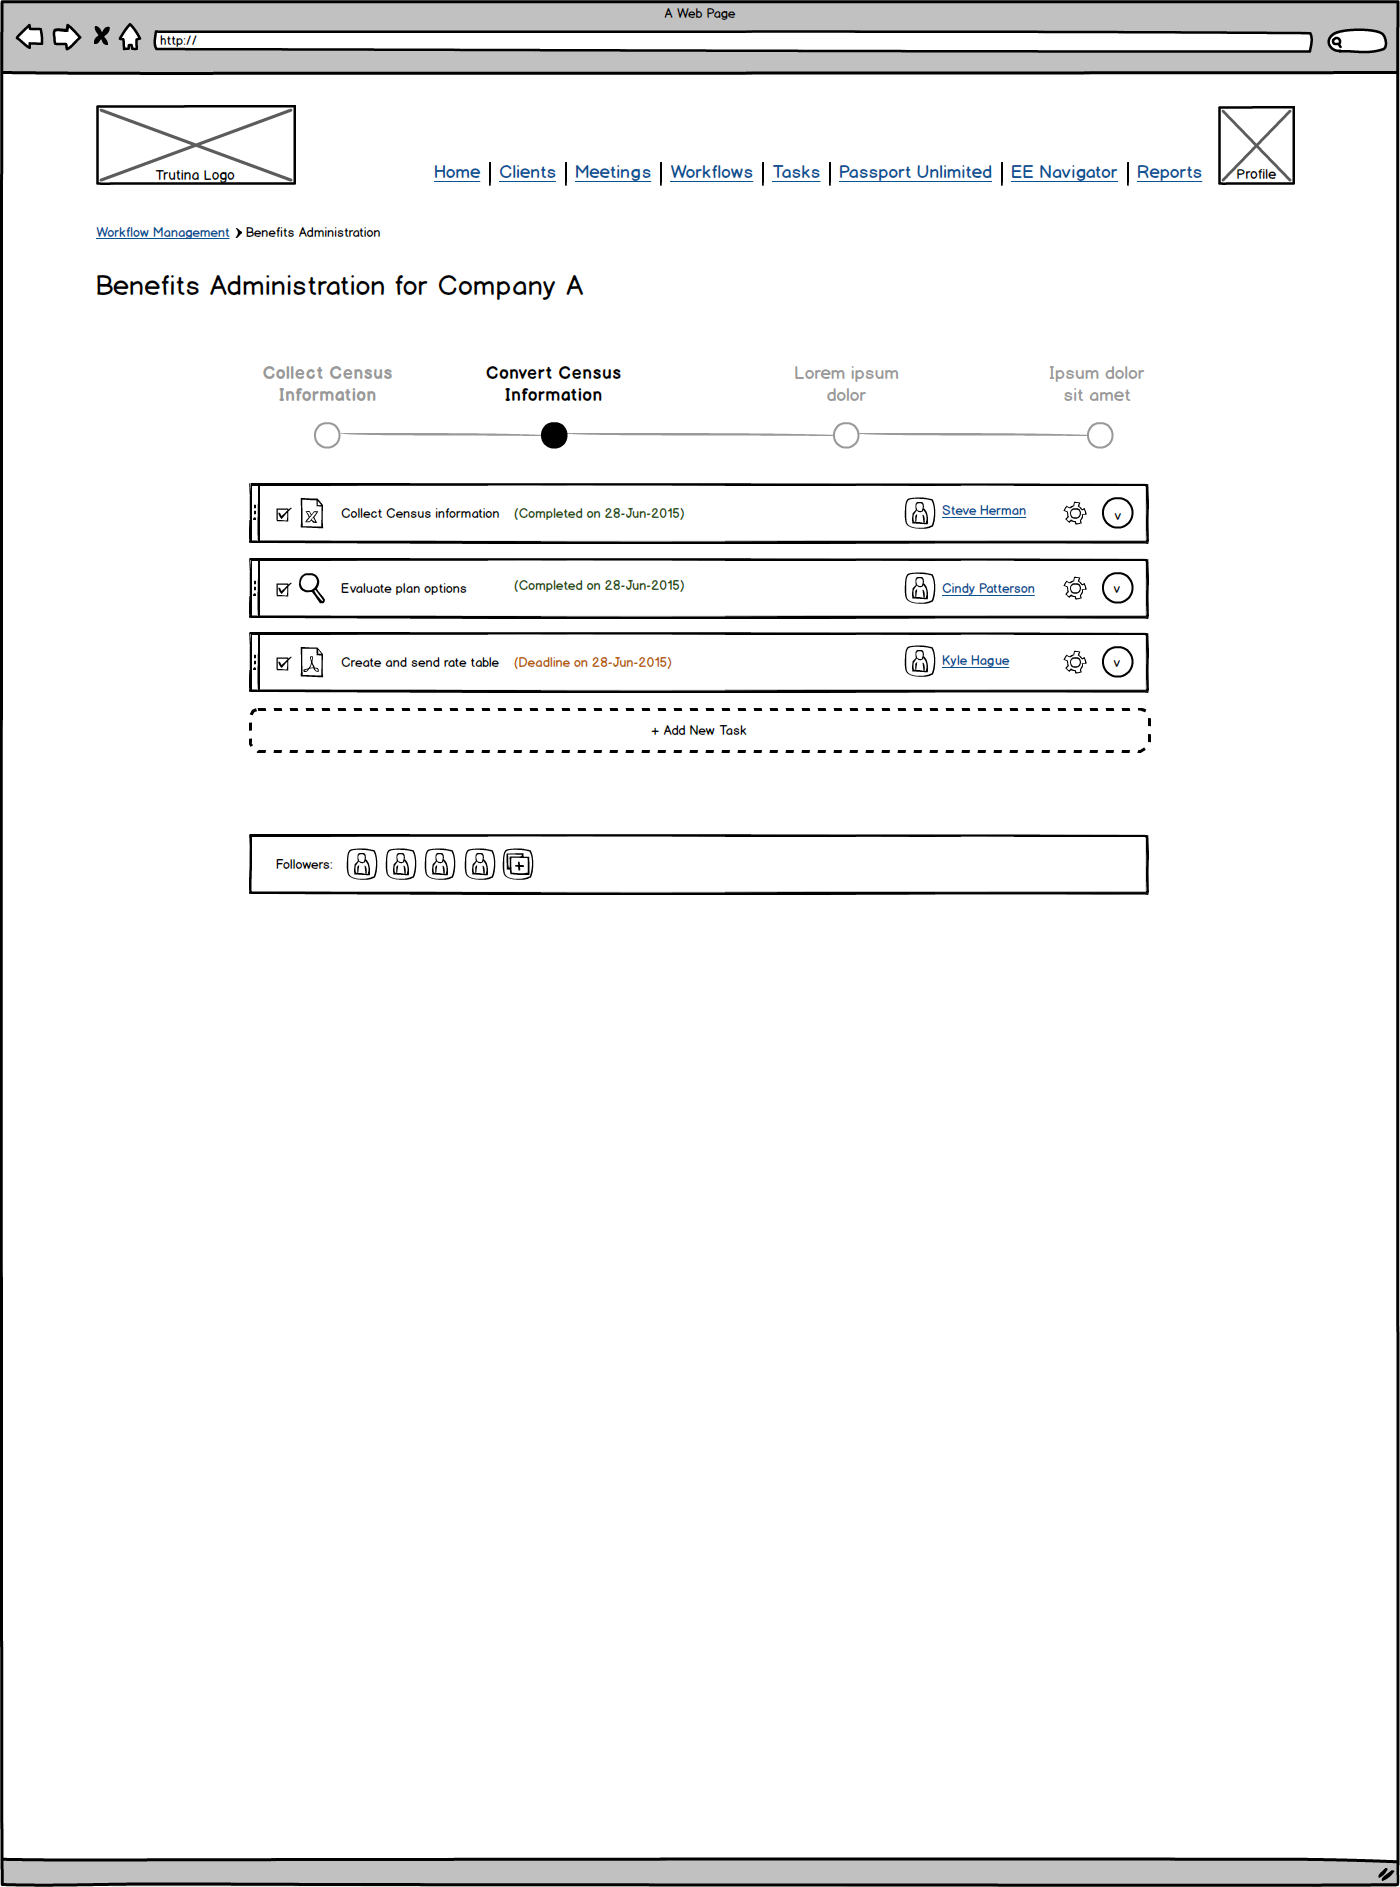 A Web Page
http://
Trutina Logo
Home Clients Meetings Workflows Tasks Passport Unlimited EE Navigator Reports
Profile
Workflow Management Benefits Administration
Benefits Administration for Company A
Collect Census
Information
Convert Census
Information
Lorem ipsum
dolor
Ipsum dolor
sit amet
Collect Census information (Completed on 28-Jun-2015) Steve Herman v
Evaluate plan options (Completed on 28-Jun-2015) Cindy Patterson v
Create and send rate table (Deadline on 28-Jun-2015) Kyle Hague v
+ Add New Task
Followers: